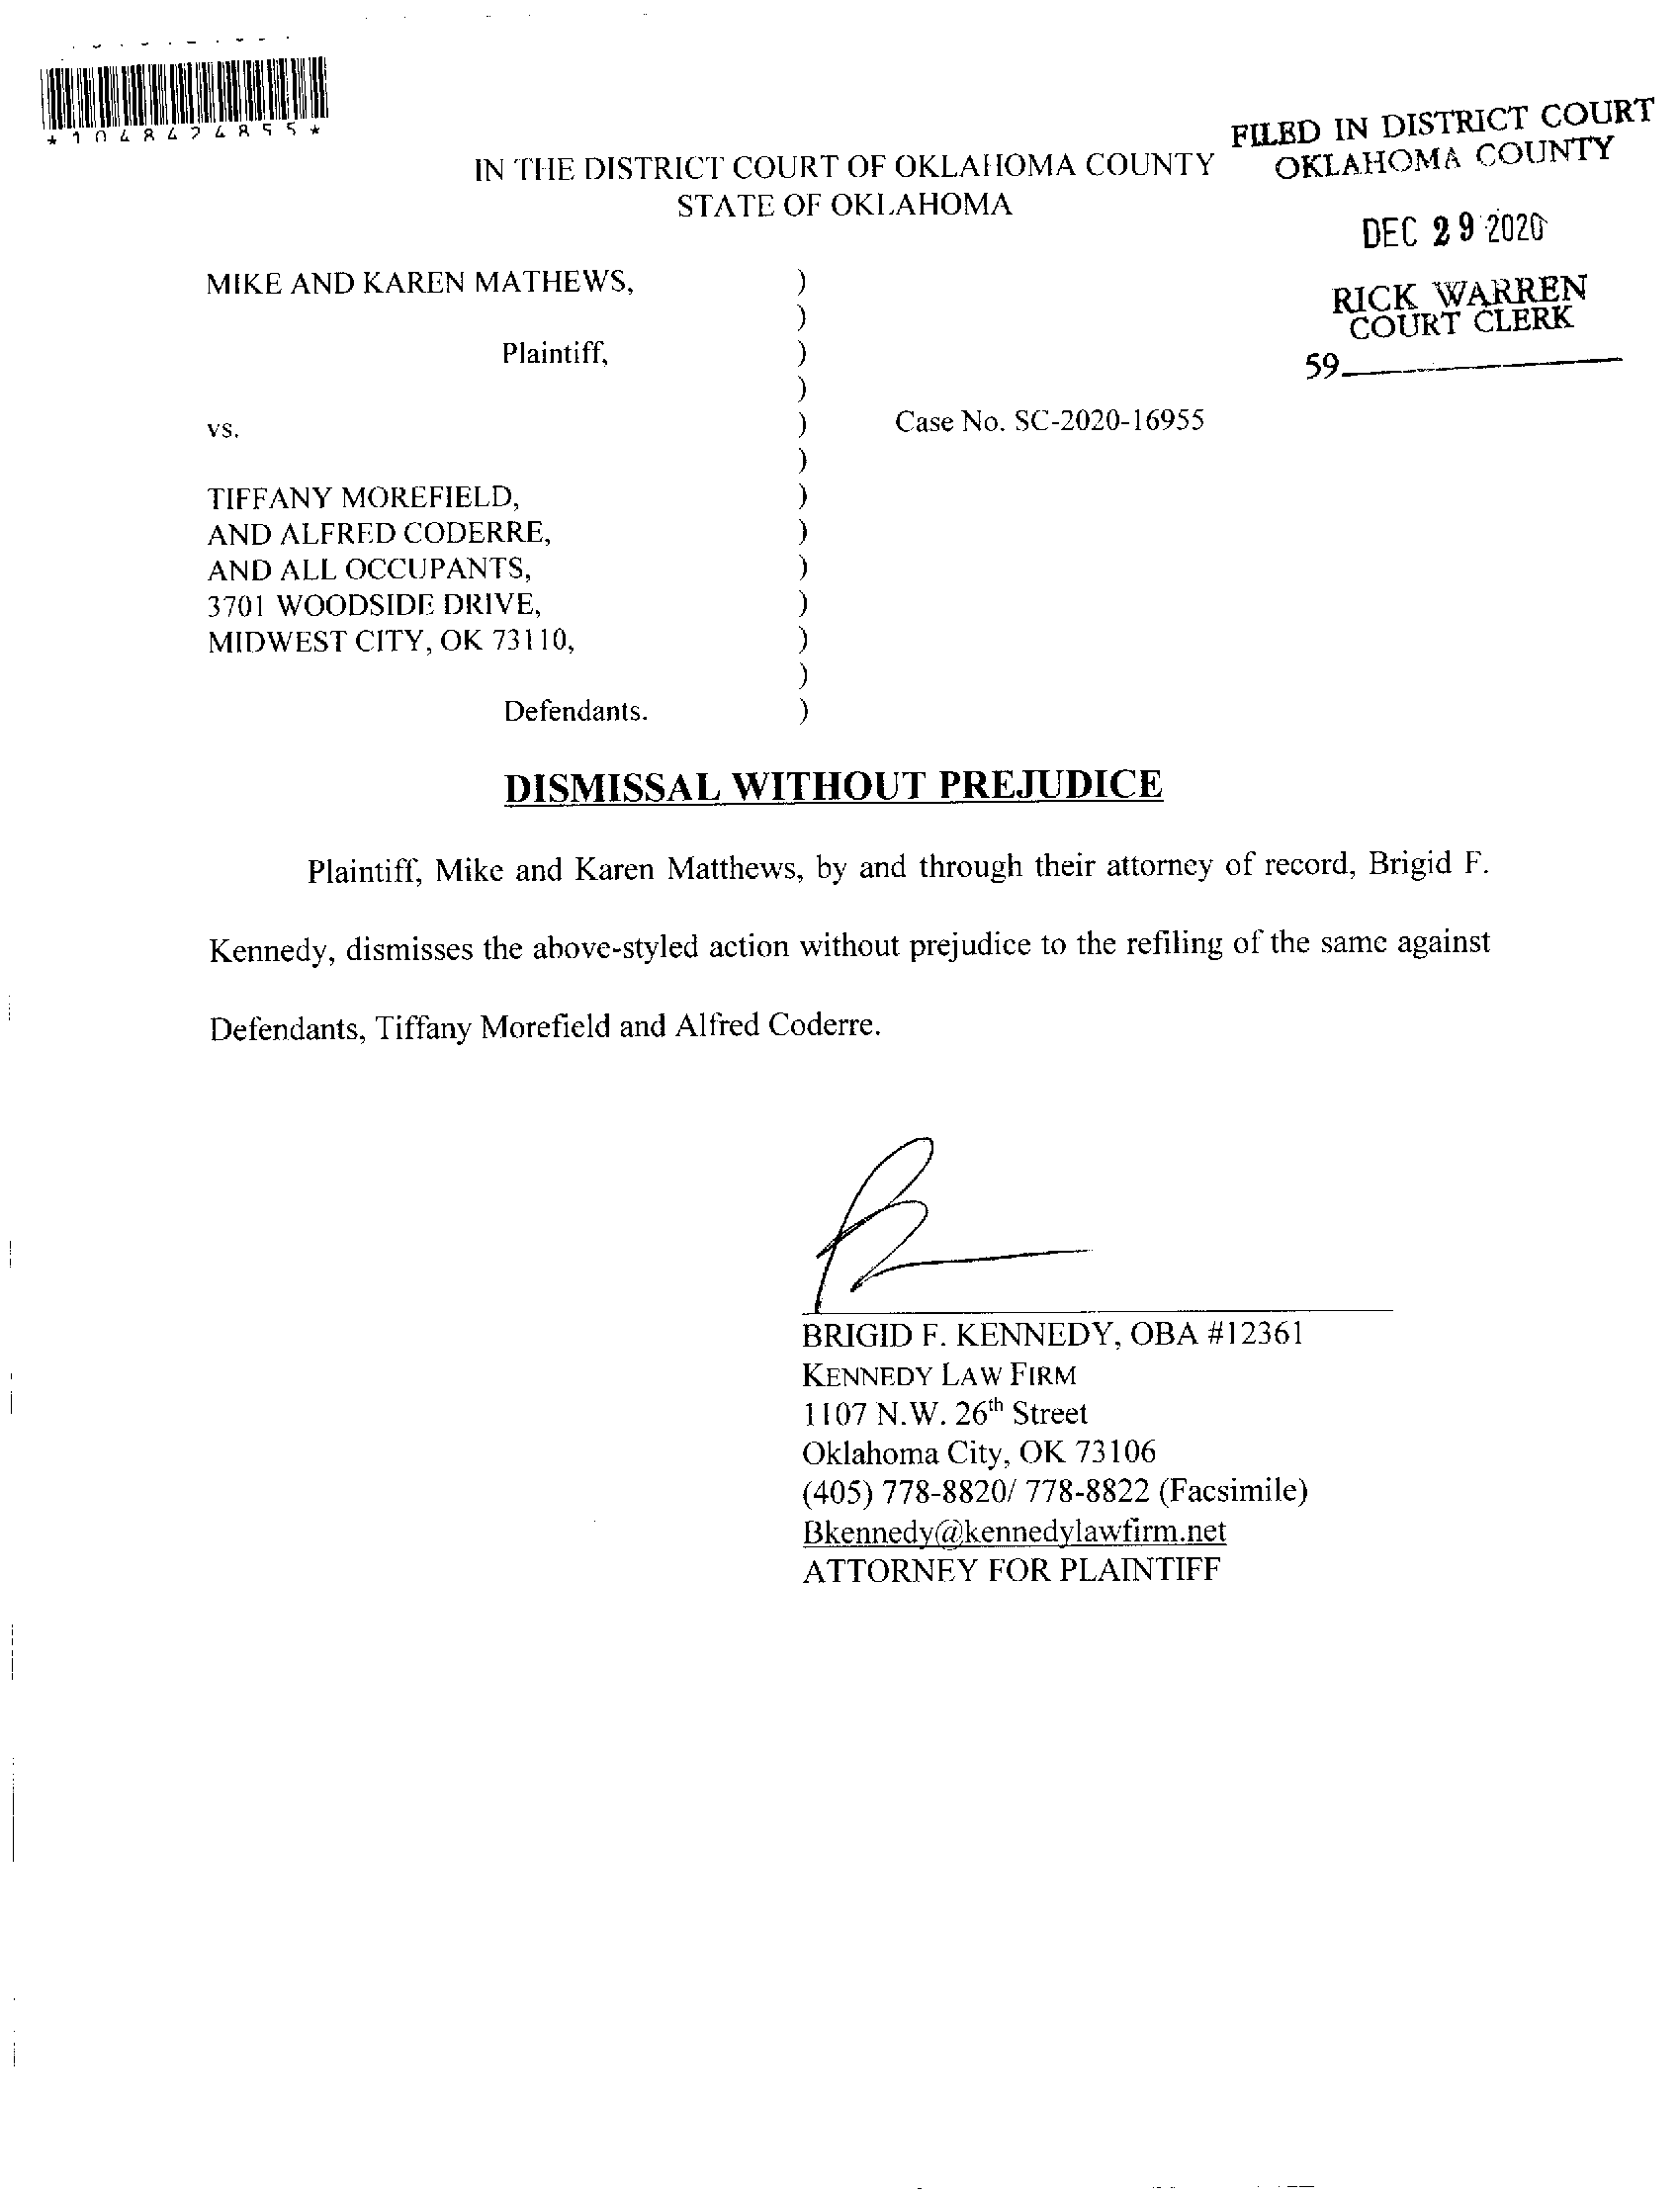 *1048424855*
FILED IN DISTRICT COURT
OKLAHOMA COUNTY
IN THE DISTRICT COURT OF OKLAHOMA COUNTY
STATE OF OKLAHOMA
DEC 29 2020
RICK WARREN
COURT CLERK
59
MIKE AND KAREN MATHEWS, )
)
Plaintiff, )
)
vs. ) Case No. SC-2020-16955
)
TIFFANY MOREFIELD, )
AND ALFRED CODERRE, )
AND ALL OCCUPANTS, )
3701 WOODSIDE DRIVE, )
MIDWEST CITY, OK 73110, )
)
Defendants. )
DISMISSAL WITHOUT PREJUDICE
Plaintiff, Mike and Karen Matthews, by and through their attorney of record, Brigid F.
Kennedy, dismisses the above-styled action without prejudice to the refiling of the same against
Defendants, Tiffany Morefield and Alfred Coderre.
BRIGID F. KENNEDY, OBA #12361
KENNEDY LAW FIRM
1107 N.W. 26th Street
Oklahoma City, OK 73106
(405) 778-8820/ 778-8822 (Facsimile)
Bkennedy@kennedylawfirm.net
ATTORNEY FOR PLAINTIFF